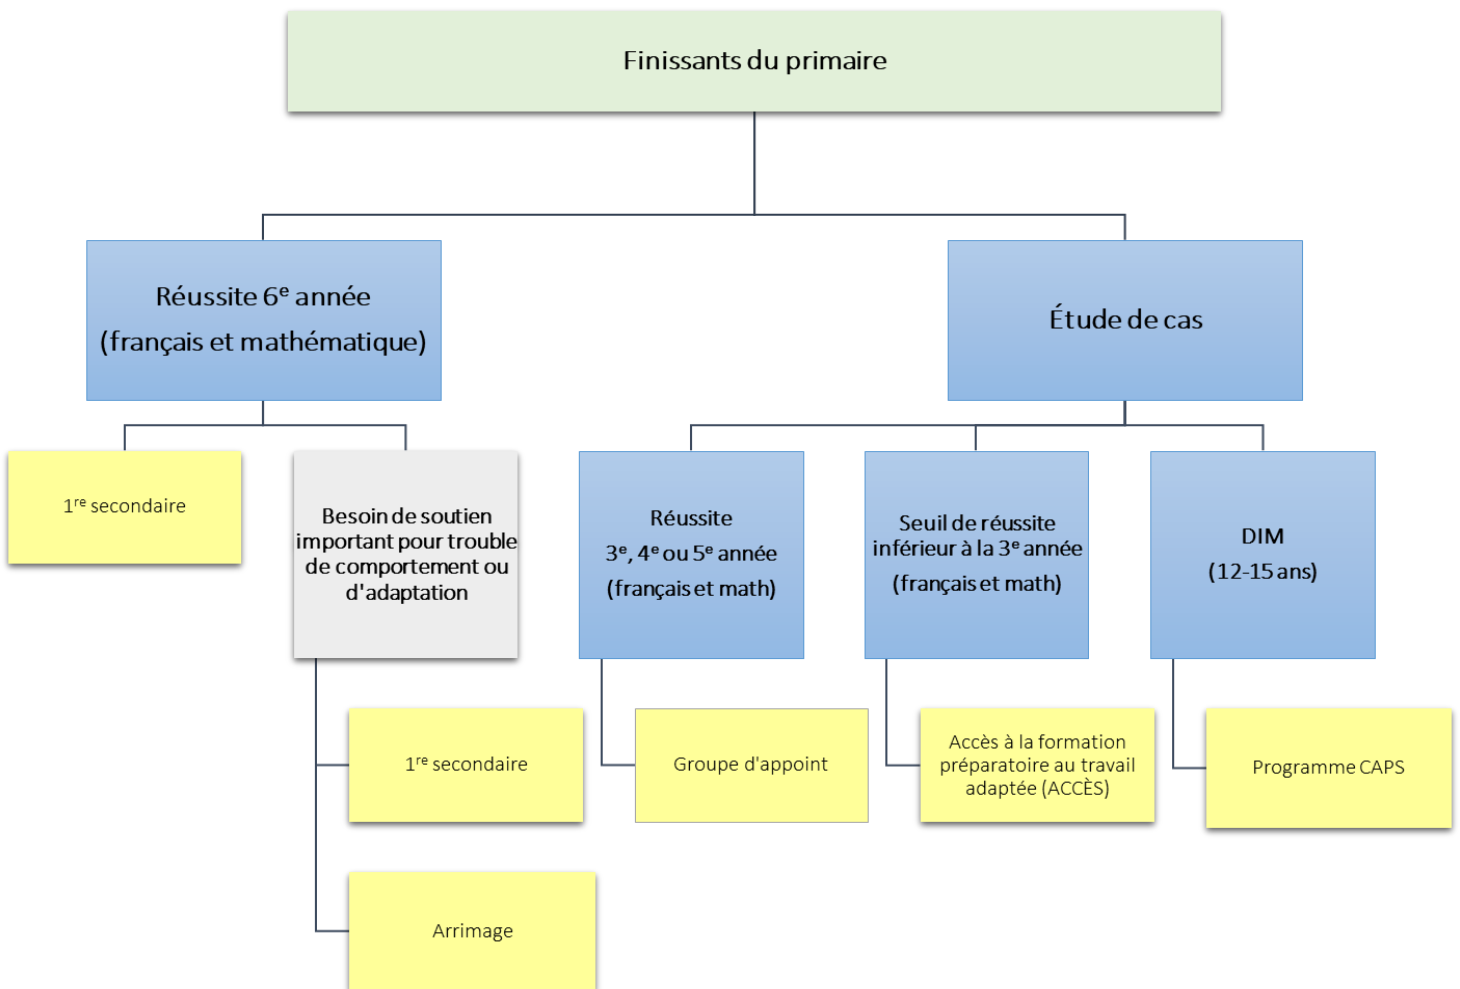 Finissants du primaire
Réussite 6e année
(français et mathématique)
Étude de cas
1re secondaire
Besoin de soutien
important pour trouble
de comportement ou
d'adaptation
Réussite
3e, 4e ou 5e année
(français et math)
Seuil de réussite
inférieur à la 3e année
(français et math)
DIM
(12-15 ans)
1re secondaire
Groupe d'appoint
Accès à la formation
préparatoire au travail
adaptée (ACCÈS)
Programme CAPS
Arrimage